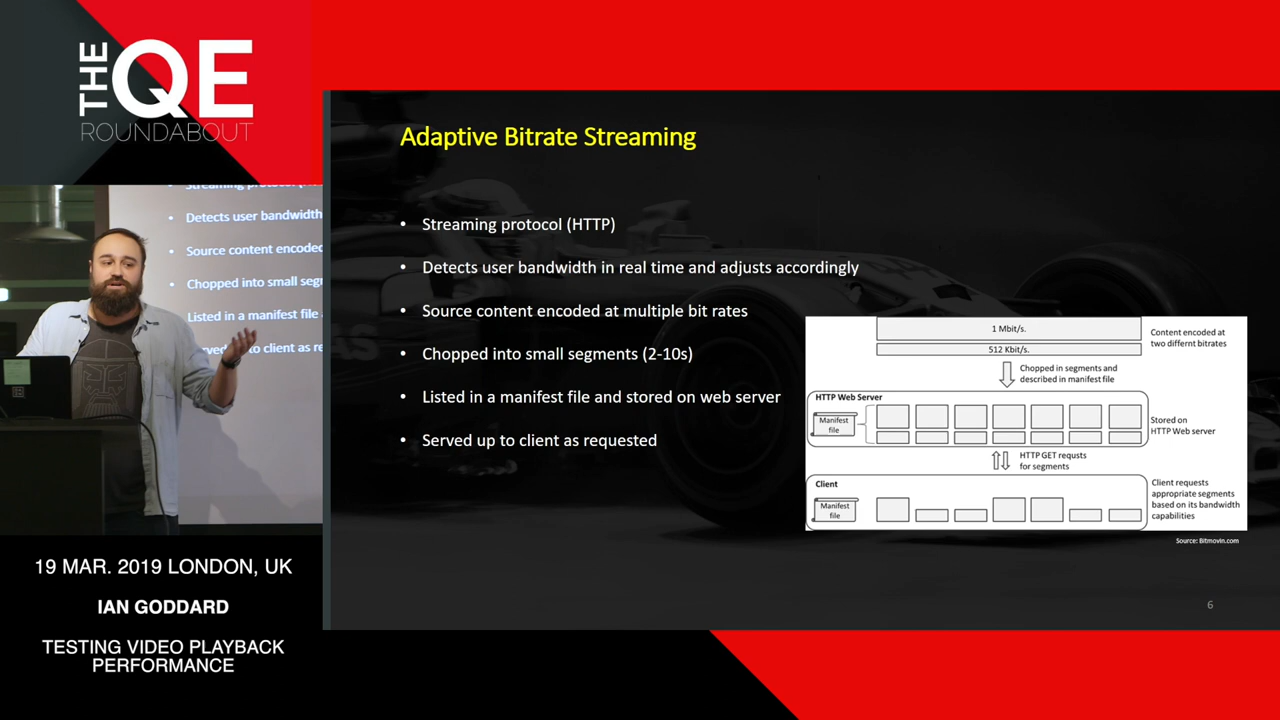 THE
QE
ROUNDABOUT
Detects user bandwidth
Source content encoded
Chopped into small seg
Listed in a manifest file
to client as re
19 MAR. 2019 LONDON, UK
IAN GODDARD
TESTING VIDEO PLAYBACK
PERFORMANCE
Adaptive Bitrate Streaming
• Streaming protocol (HTTP)
• Detects user bandwidth in real time and adjusts accordingly
• Source content encoded at multiple bit rates
• Chopped into small segments (2-10s)
• Listed in a manifest file and stored on web server
• Served up to client as requested
1 Mbit/s.
512 Kbit/s.
Content encoded at
two differnt bitrates
Chopped in segments and
described in manifest file
HTTP Web Server
Manifest
file
Stored on
HTTP Web server
HTTP GET requsts
for segments
Client
Manifest
file
Client requests
appropriate segments
based on its bandwidth
capabilities
Source: Bitmovin.com
6